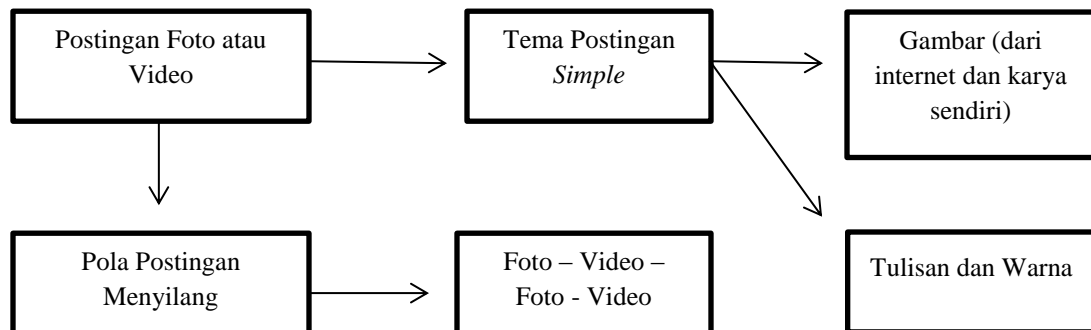 Postingan Foto atau
Video
Tema Postingan
Simple
Gambar (dari
internet dan karya
sendiri)
Pola Postingan
Menyilang
Foto – Video –
Foto - Video
Tulisan dan Warna